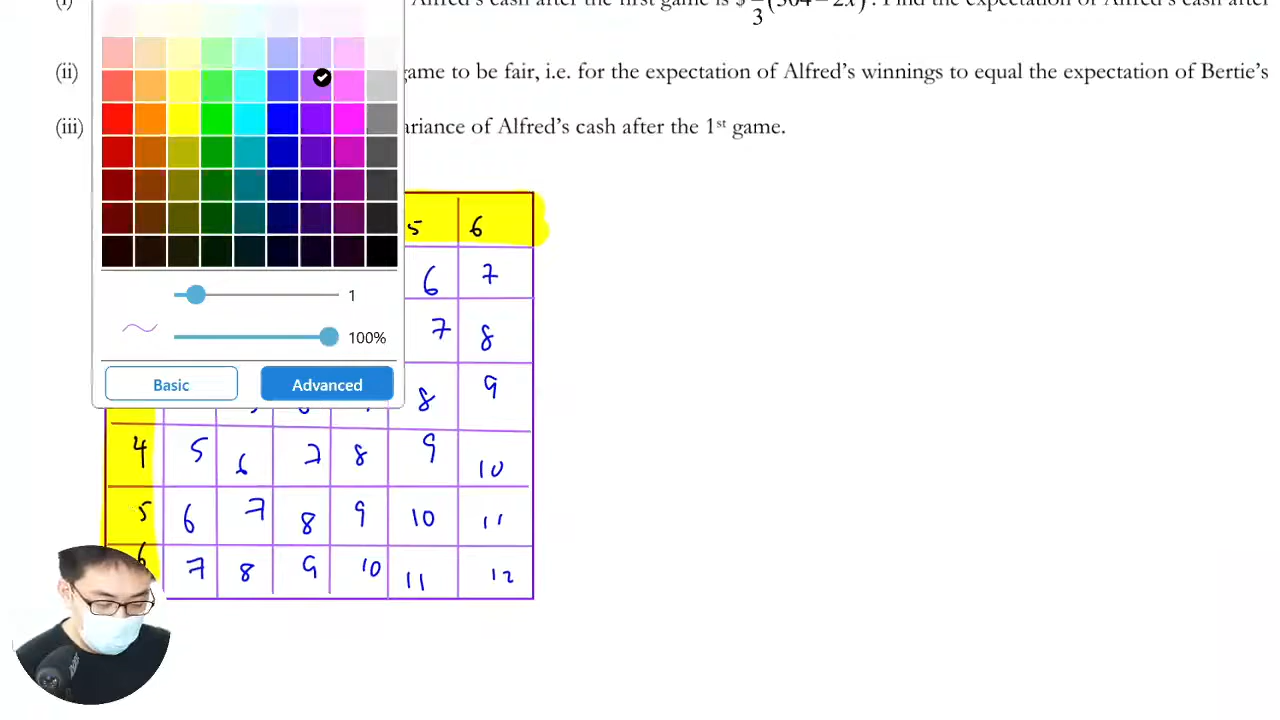 (i) Alfred's cash after the first game is $ 1/3 (304 − 2x). Find the expectation of Alfred's cash after
(ii) game to be fair, i.e. for the expectation of Alfred's winnings to equal the expectation of Bertie's
(iii) ariance of Alfred's cash after the 1st game.
5 6
6 7
1
7 8
100%
Basic Advanced
8 9
4 5 6 7 8 9 10
5 6 7 8 9 10 11
6 7 8 9 10 11 12